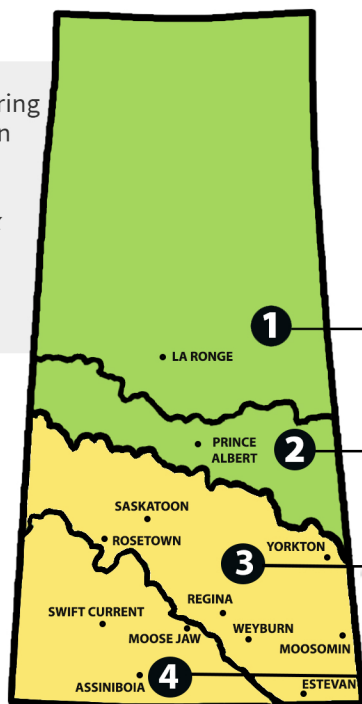 ring
n
1
LA RONGE
2
PRINCE
ALBERT
SASKATOON
ROSETOWN
YORKTON
3
REGINA
SWIFT CURRENT
MOOSE JAW
WEYBURN
MOOSOMIN
4
ASSINIBOIA
ESTEVAN